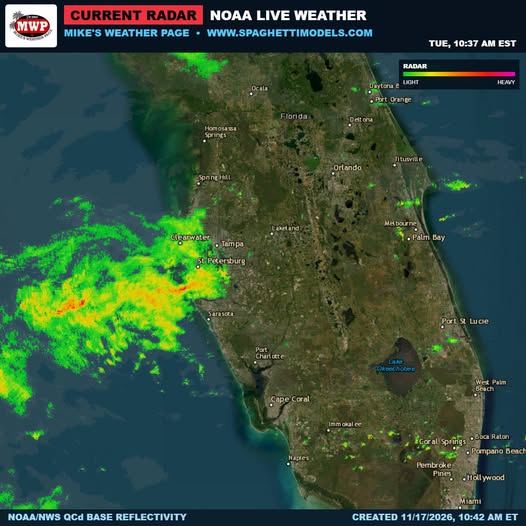 MWP
CURRENT RADAR NOAA LIVE WEATHER
MIKE'S WEATHER PAGE • WWW.SPAGHETTIMODELS.COM
TUE, 10:37 AM EST
RADAR
LIGHT HEAVY
Ocala
Daytona B
Port Orange
Deltona
Florida
Homosassa
Springs
Titusville
Orlando
Spring Hill
Melbourne
Lakeland
Clearwater
Tampa
Palm Bay
St Petersburg
Sarasota
Port St Lucie
Port
Charlotte
Lake
Okeechobee
West Palm
Beach
Cape Coral
Immokalee
Boca Raton
Coral Springs
Pompano Beach
Naples
Pembroke
Pines
Hollywood
Miami
NOAA/NWS QCd BASE REFLECTIVITY
CREATED 11/17/2026, 10:42 AM ET